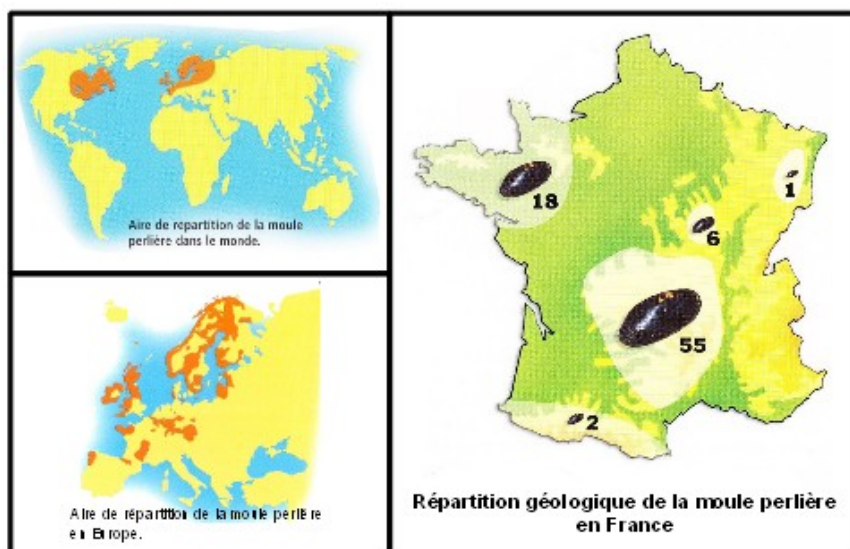 Aire de répartition de la moule
perlière dans le monde.
Aire de répartition de la moule perlière
en Europe.
18
1
6
55
2
Répartition géologique de la moule perlière
en France